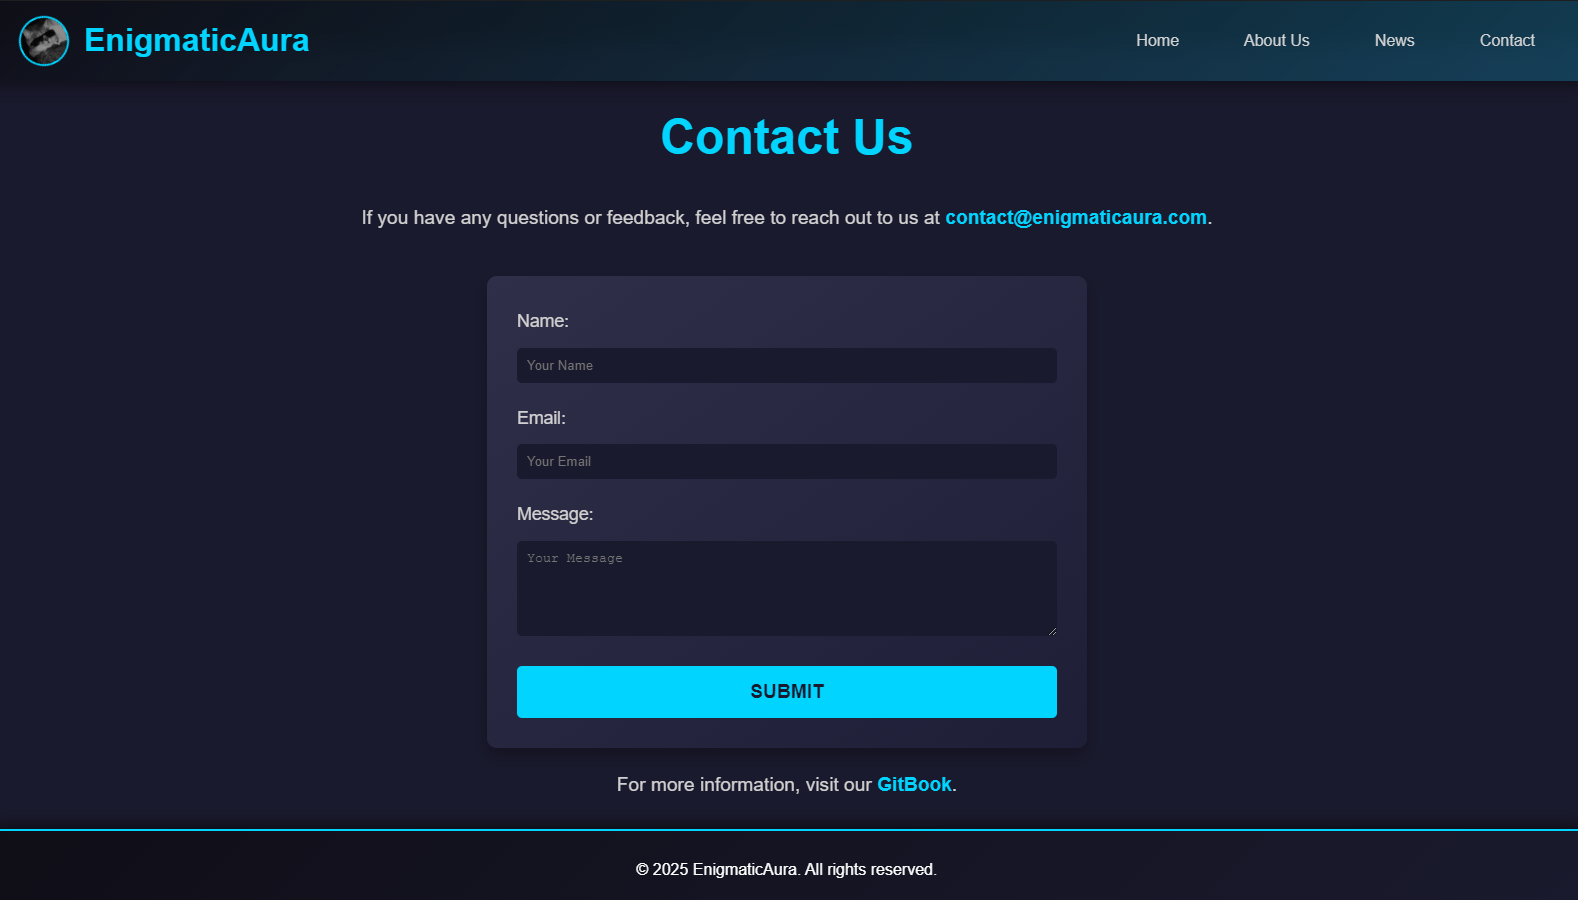 EnigmaticAura
Home
About Us
News
Contact
Contact Us
If you have any questions or feedback, feel free to reach out to us at contact@enigmaticaura.com.
Name:
Your Name
Email:
Your Email
Message:
Your Message
SUBMIT
For more information, visit our GitBook.
© 2025 EnigmaticAura. All rights reserved.